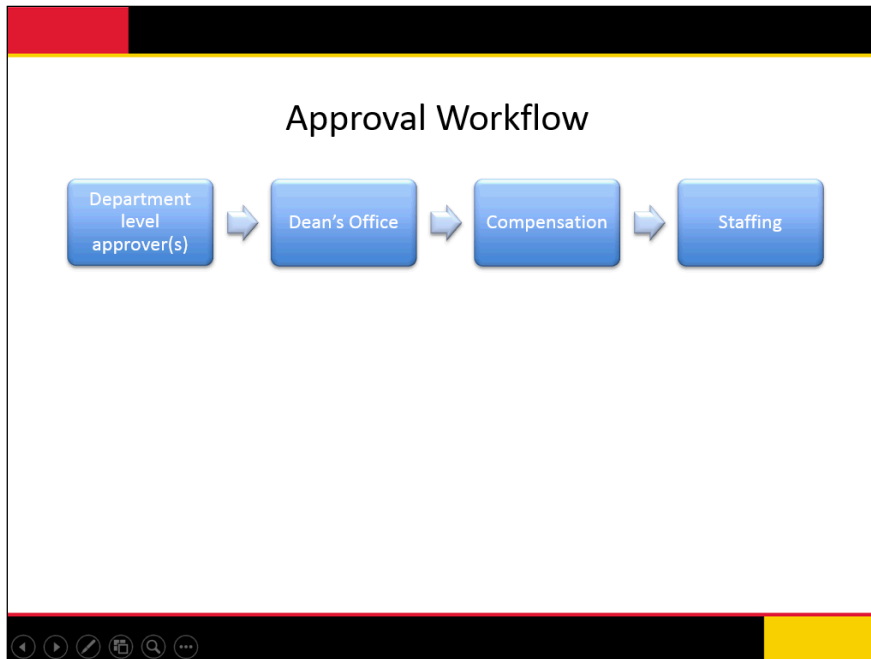 Approval Workflow
Department
level
approver(s)
Dean's Office
Compensation
Staffing